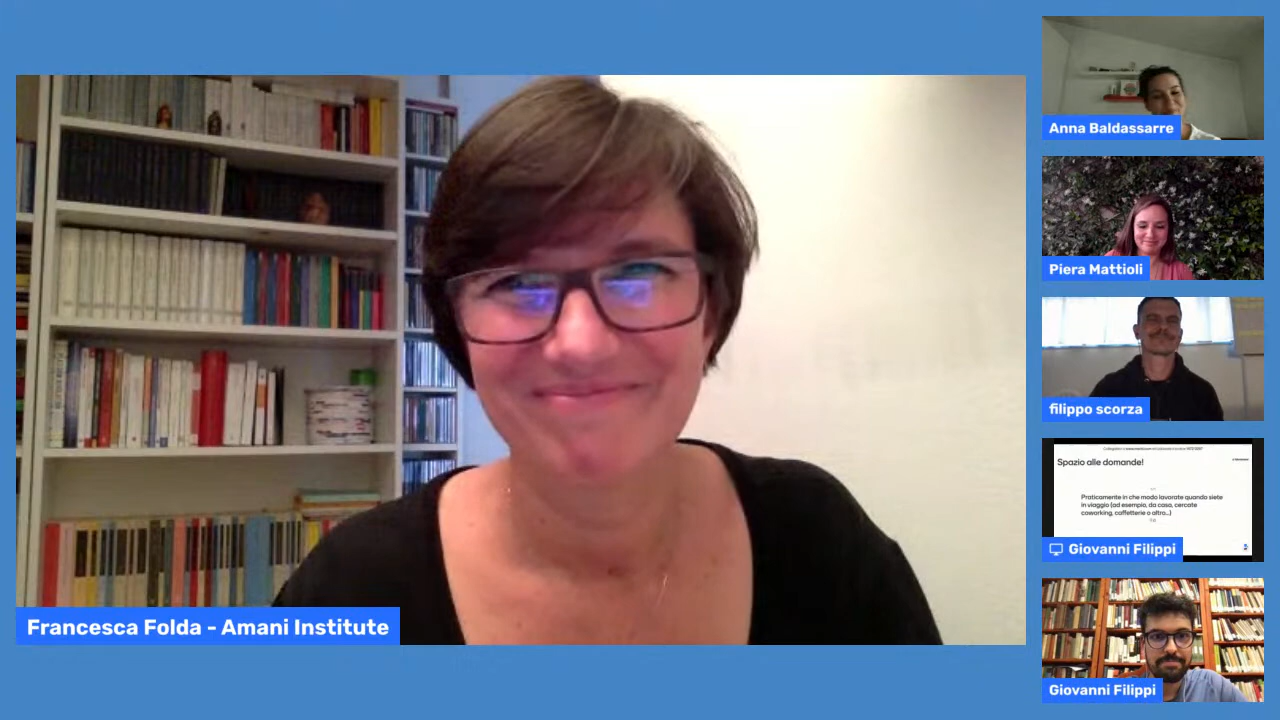 Francesca Folda - Amani Institute
Anna Baldassarre
Piera Mattioli
filippo scorza
Spazio alle domande!
Praticamente in che modo lavorate quando siete
in viaggio (ad esempio, da casa, cercate
coworking, caffetterie o altro...)
Giovanni Filippi
Giovanni Filippi